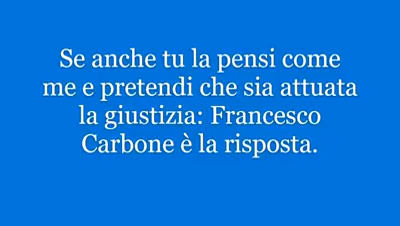 Se anche tu la pensi come
me e pretendi che sia attuata
la giustizia: Francesco
Carbone è la risposta.